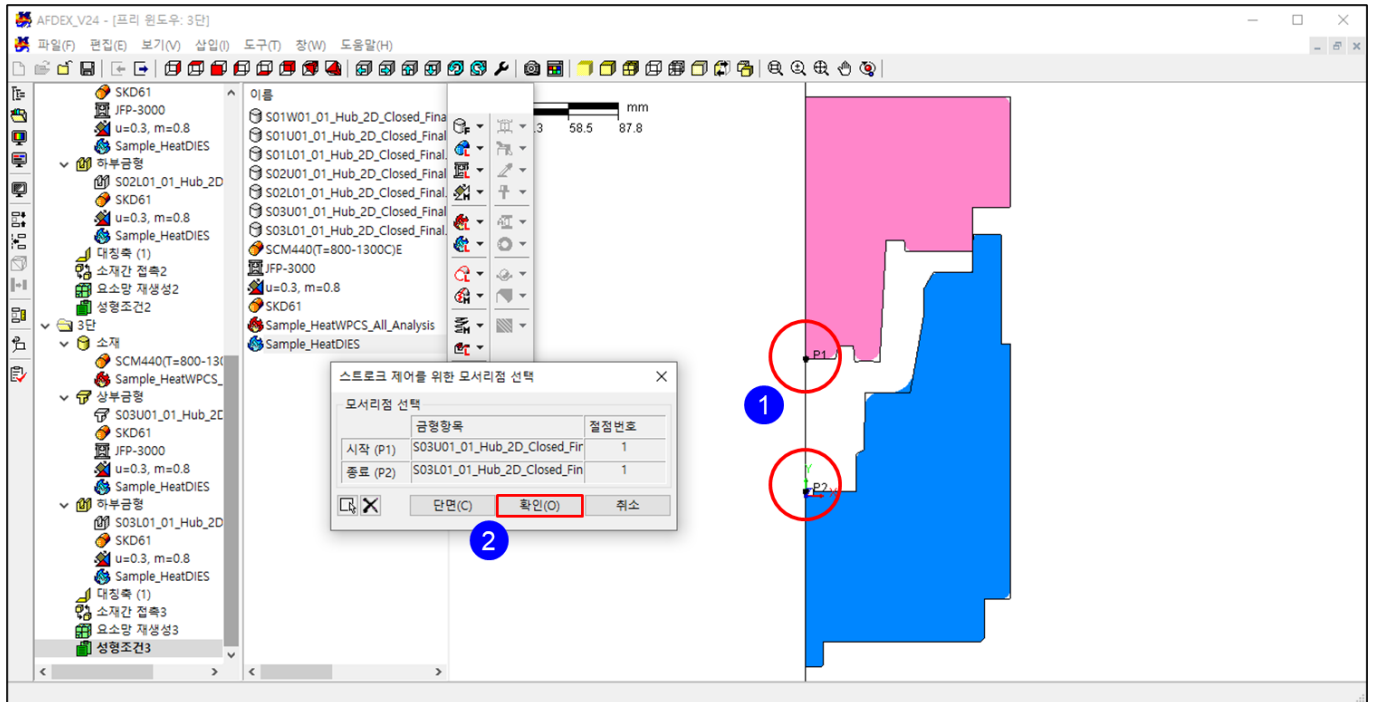 AFDEX_V24 - [프리 윈도우: 3단]
파일(F) 편집(E) 보기(V) 삽입(I) 도구(T) 창(W) 도움말(H)
SKD61
JFP-3000
u=0.3, m=0.8
Sample_HeatDIES
하부금형
S02L01_01_Hub_2D
SKD61
u=0.3, m=0.8
Sample_HeatDIES
대칭축 (1)
소재간 접촉2
요소망 재생성2
성형조건2
3단
소재
SCM440(T=800-130
Sample_HeatWPCS_
상부금형
S03U01_01_Hub_2D
SKD61
JFP-3000
u=0.3, m=0.8
Sample_HeatDIES
하부금형
S03L01_01_Hub_2D
SKD61
u=0.3, m=0.8
Sample_HeatDIES
대칭축 (1)
소재간 접촉3
요소망 재생성3
성형조건3
이름
S01W01_01_Hub_2D_Closed_Fina
S01U01_01_Hub_2D_Closed_Final
S01L01_01_Hub_2D_Closed_Final.
S02U01_01_Hub_2D_Closed_Final
S02L01_01_Hub_2D_Closed_Final.
S03U01_01_Hub_2D_Closed_Final
S03L01_01_Hub_2D_Closed_Final.
SCM440(T=800-1300C)E
JFP-3000
u=0.3, m=0.8
SKD61
Sample_HeatWPCS_All_Analysis
Sample_HeatDIES
mm
.3 58.5 87.8
스트로크 제어를 위한 모서리점 선택
모서리점 선택
금형항목 절점번호
시작 (P1) S03U01_01_Hub_2D_Closed_Fir 1
종료 (P2) S03L01_01_Hub_2D_Closed_Fin 1
단면(C) 확인(O) 취소
2
P1
1
Y
P2